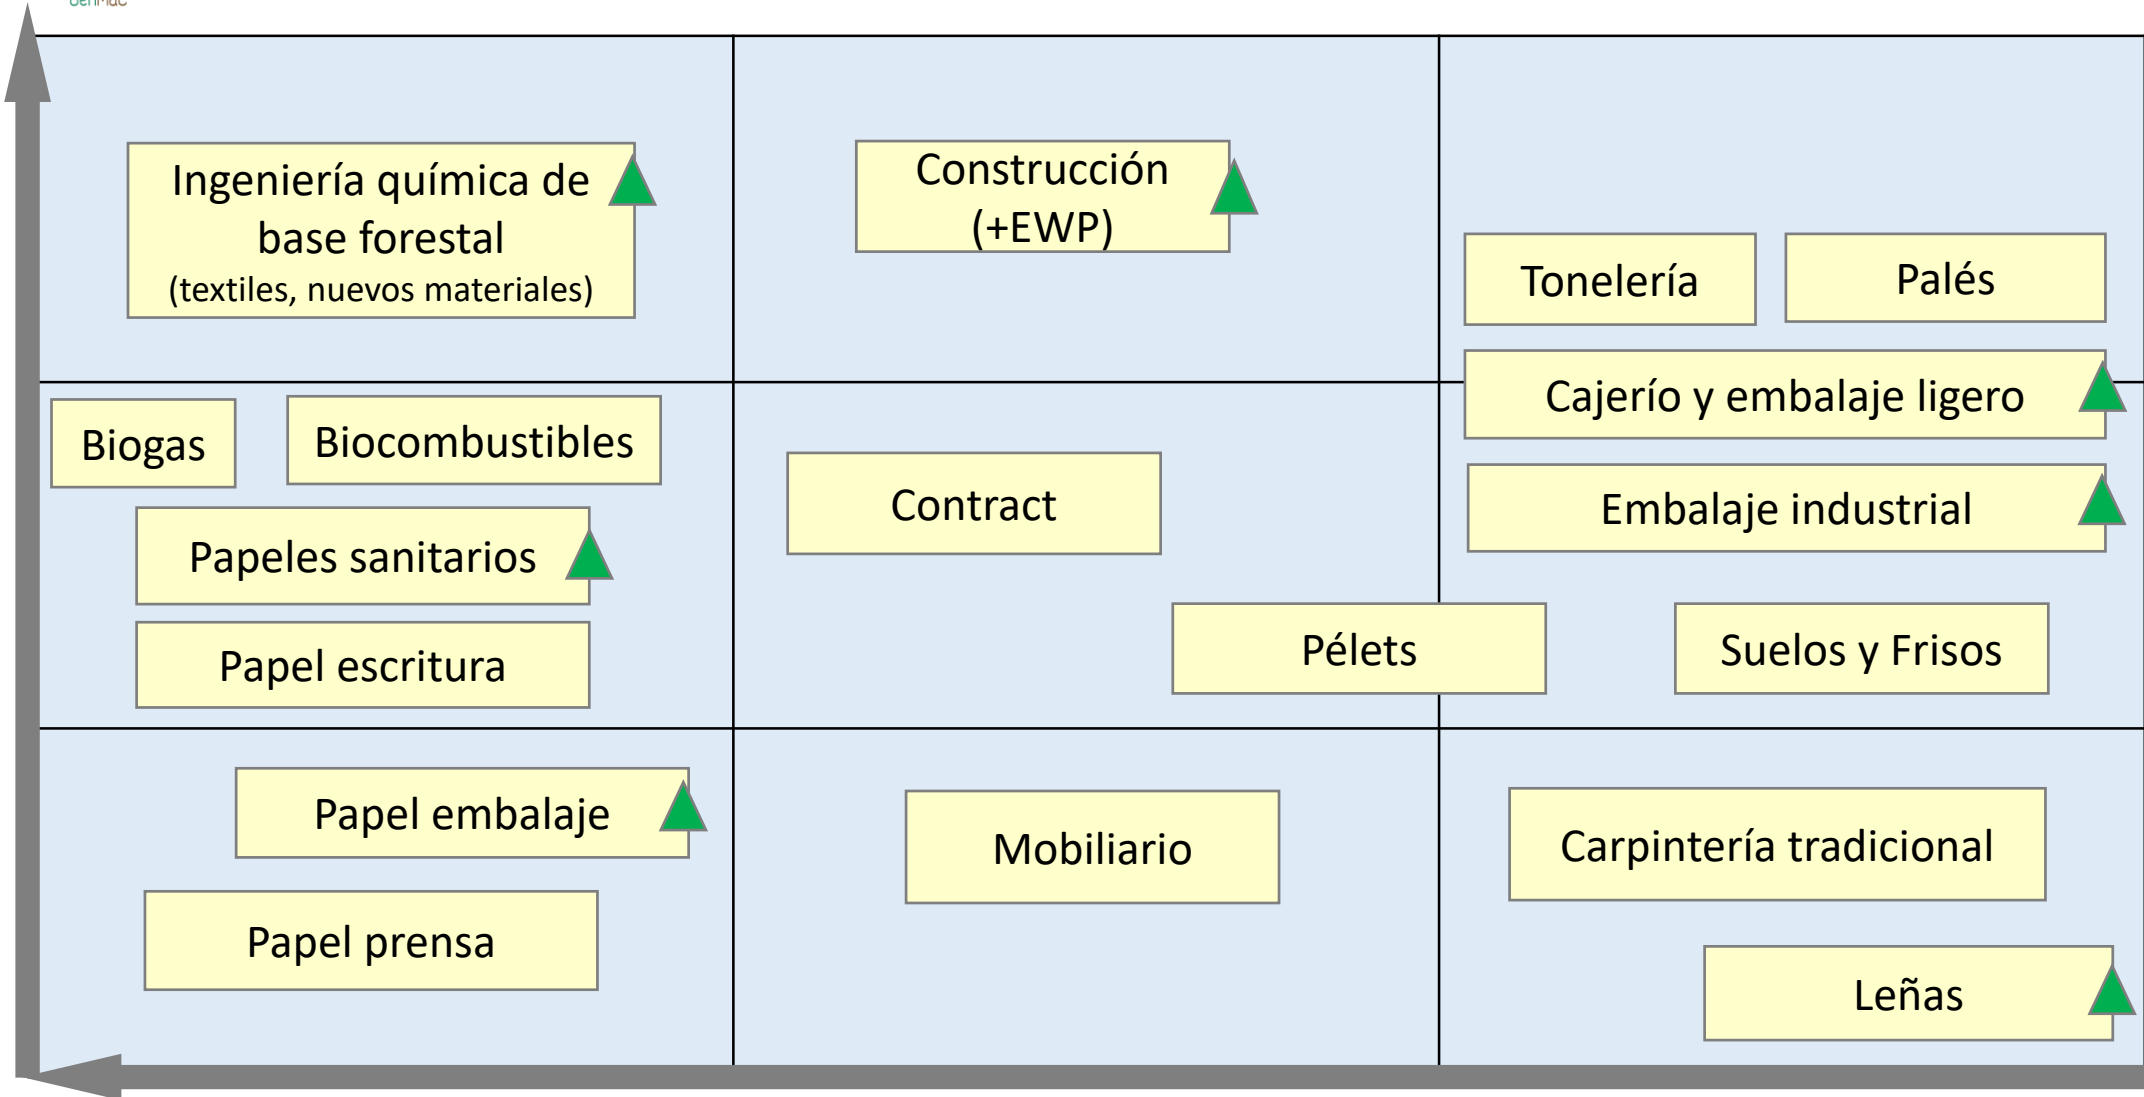 Ingeniería química de
base forestal
(textiles, nuevos materiales)
Construcción
(+EWP)
Tonelería
Palés
Cajerío y embalaje ligero
Biogas
Biocombustibles
Contract
Embalaje industrial
Papeles sanitarios
Papel escritura
Pélets
Suelos y Frisos
Papel embalaje
Mobiliario
Carpintería tradicional
Papel prensa
Leñas